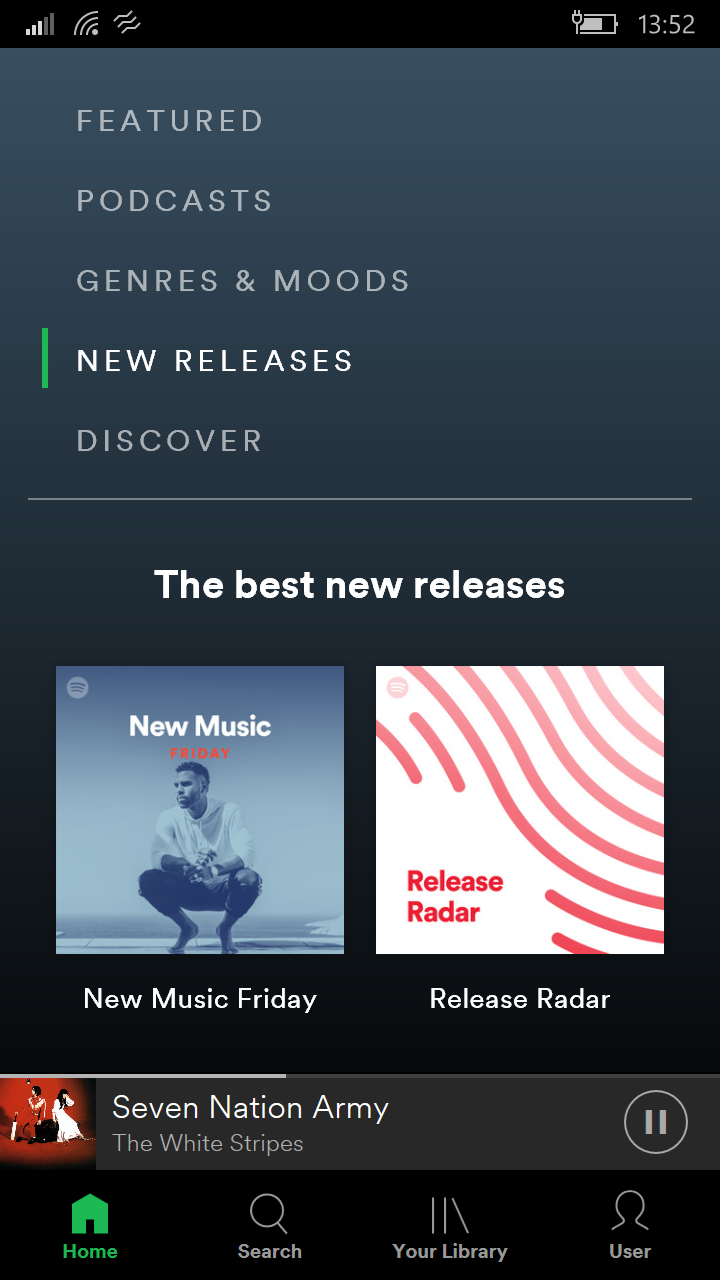 13:52
FEATURED
PODCASTS
GENRES & MOODS
NEW RELEASES
DISCOVER
The best new releases
New Music
FRIDAY
Release
Radar
New Music Friday
Release Radar
Seven Nation Army
The White Stripes
Home
Search
Your Library
User